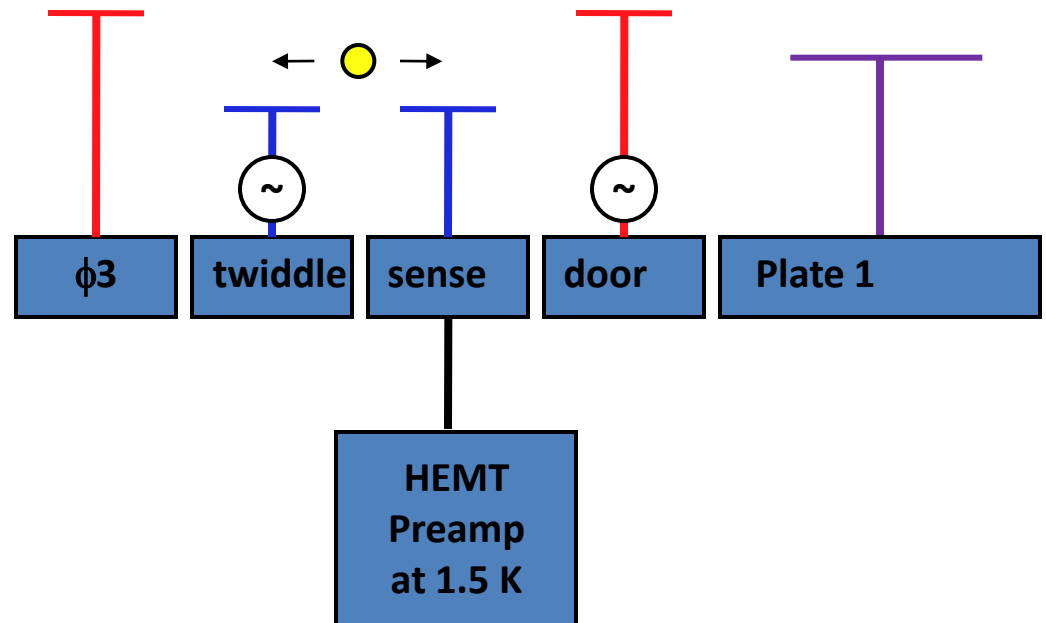 ~
~
ϕ3
twiddle
sense
door
Plate 1
HEMT
Preamp
at 1.5 K